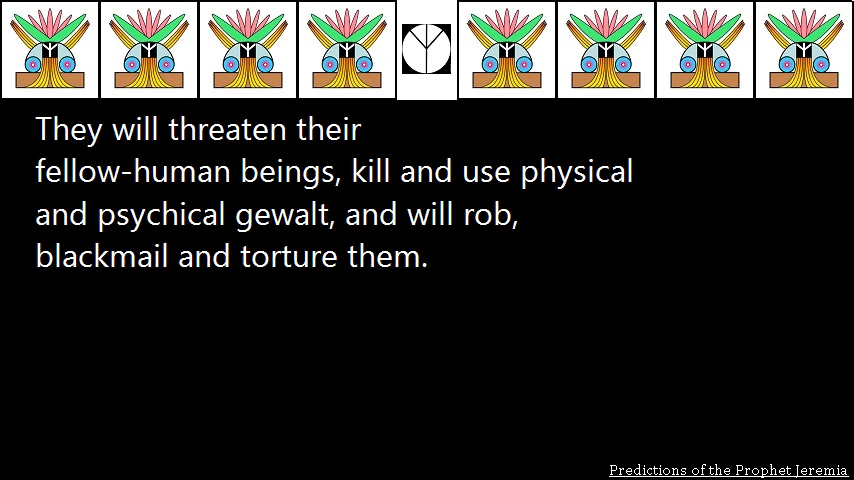 They will threaten their
fellow-human beings, kill and use physical
and psychical gewalt, and will rob,
blackmail and torture them.
Predictions of the Prophet Jeremia